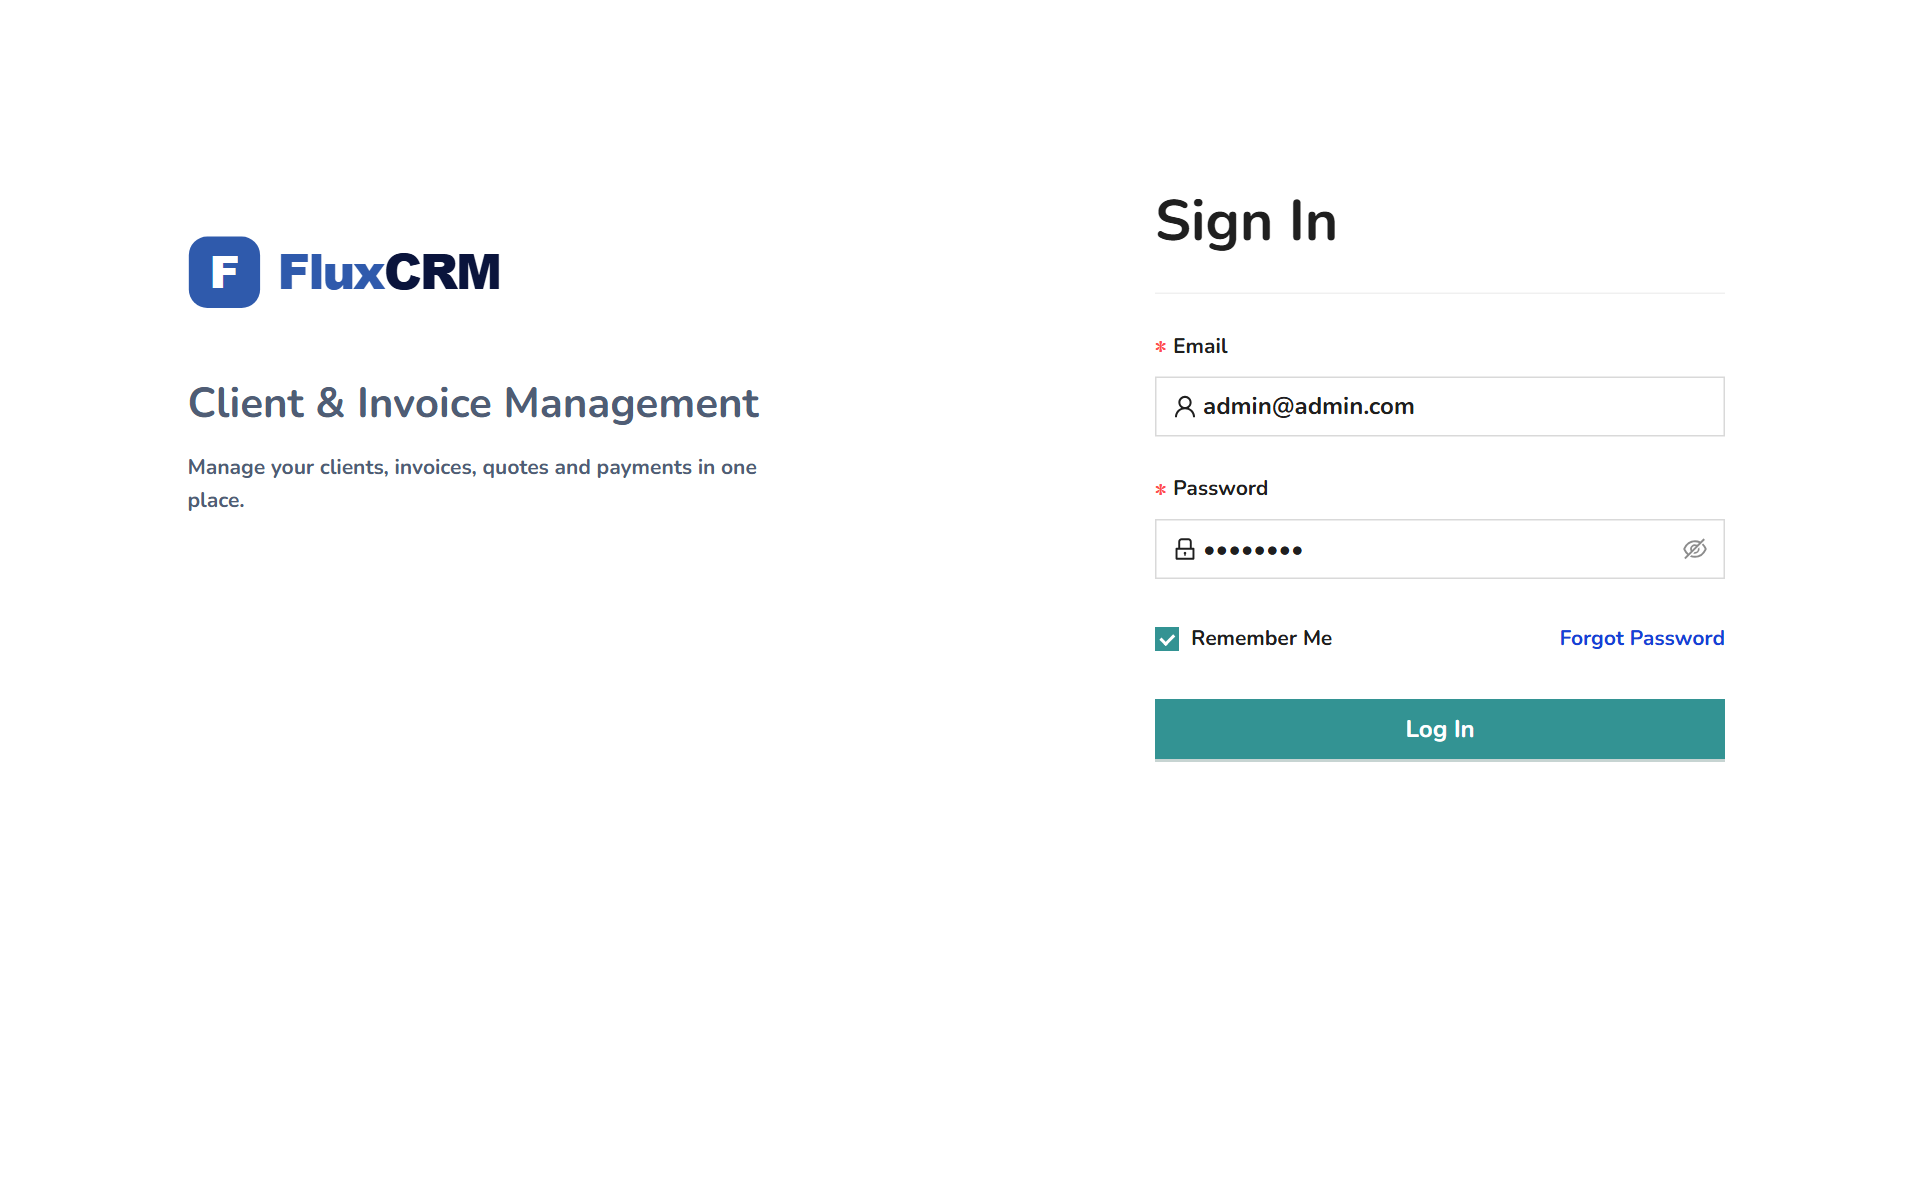 F FluxCRM
Client & Invoice Management
Manage your clients, invoices, quotes and payments in one
place.
Sign In
* Email
admin@admin.com
* Password
••••••••
Remember Me
Forgot Password
Log In